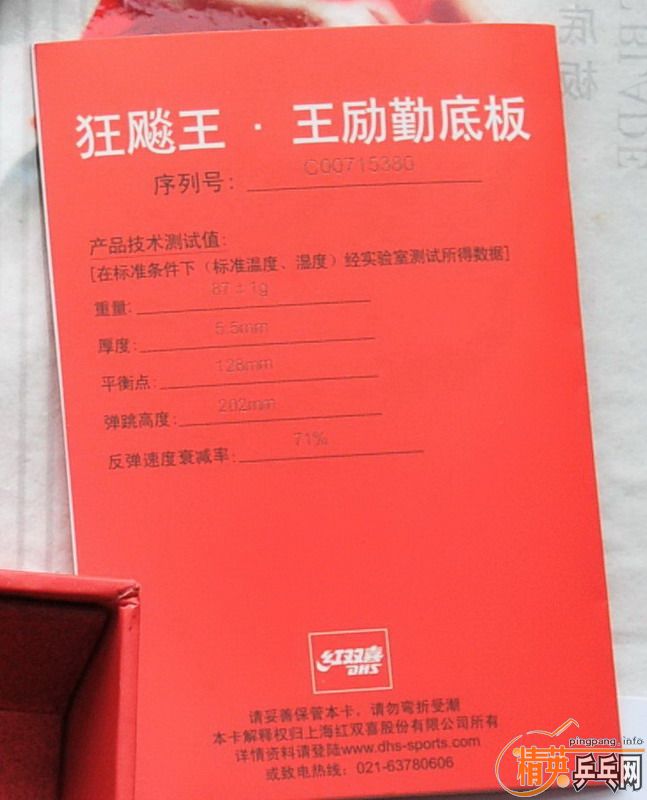 狂飚王 · 王励勤底板
序列号: C00715380
产品技术测试值:
[在标准条件下（标准温度、湿度）经实验室测试所得数据]
重量: 87±1g
厚度: 5.5mm
平衡点: 128mm
弹跳高度: 202mm
反弹速度衰减率: 71%
红双喜
DHS
请妥善保管本卡，请勿弯折受潮
本卡解释权归上海红双喜股份有限公司所有
详情资料请登陆www.dhs-sports.com
或致电热线：021-63780606
底板
BLADE
pingpang.info
精英乒乓网